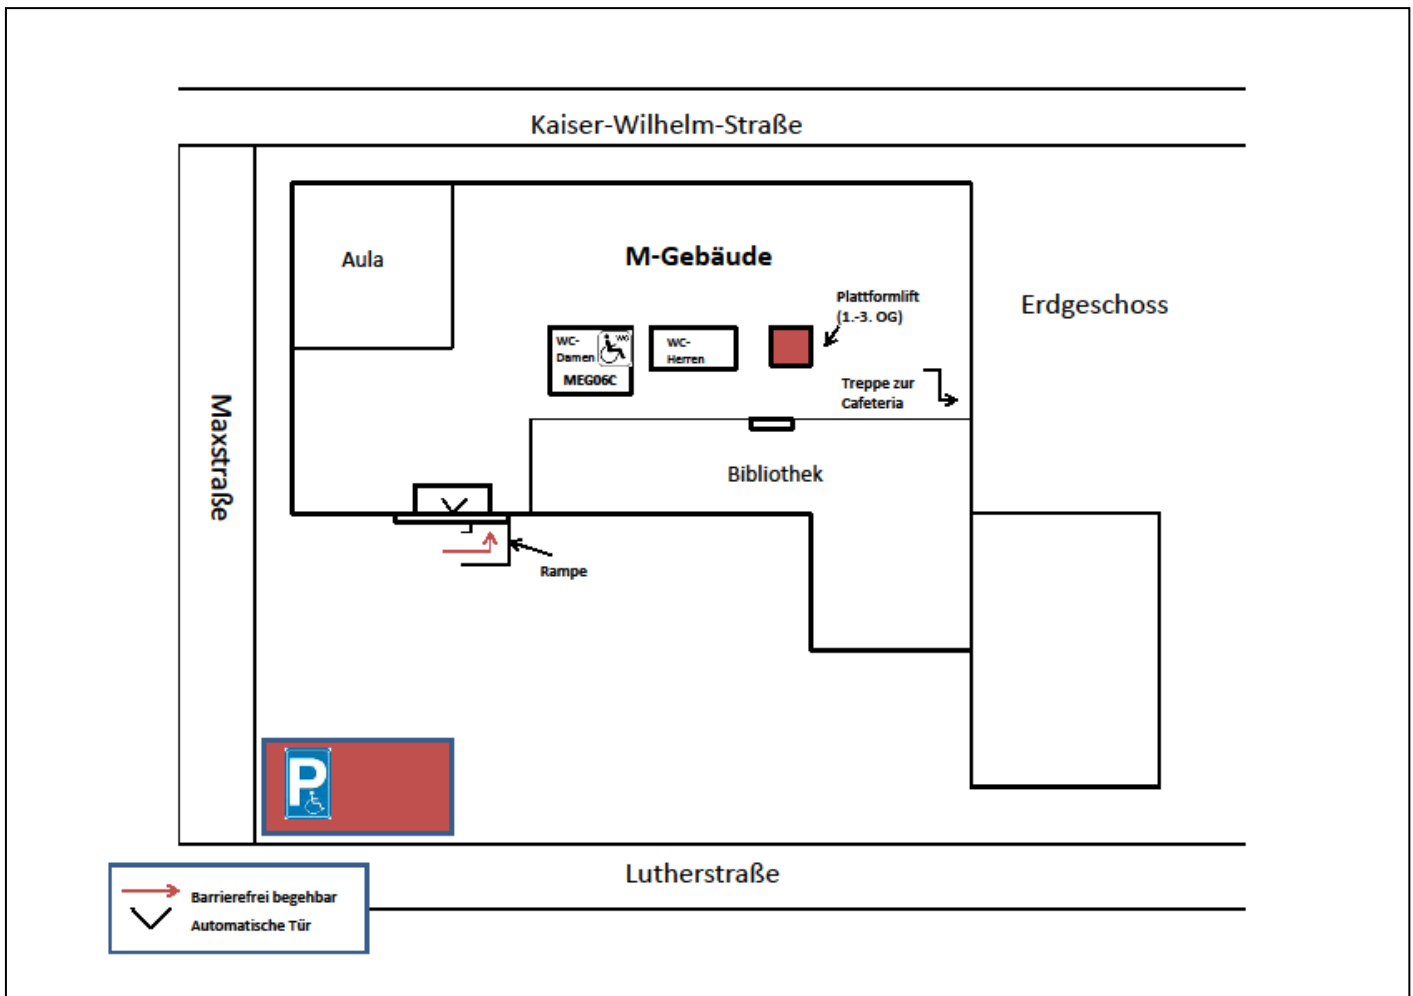 Kaiser-Wilhelm-Straße
Aula
M-Gebäude
Plattformlift
(1.-3. OG)
Erdgeschoss
WC-
Damen
WC
MEG06C
WC-
Herren
Treppe zur
Cafeteria
Maxstraße
Bibliothek
Rampe
P
Lutherstraße
Barrierefrei begehbar
Automatische Tür